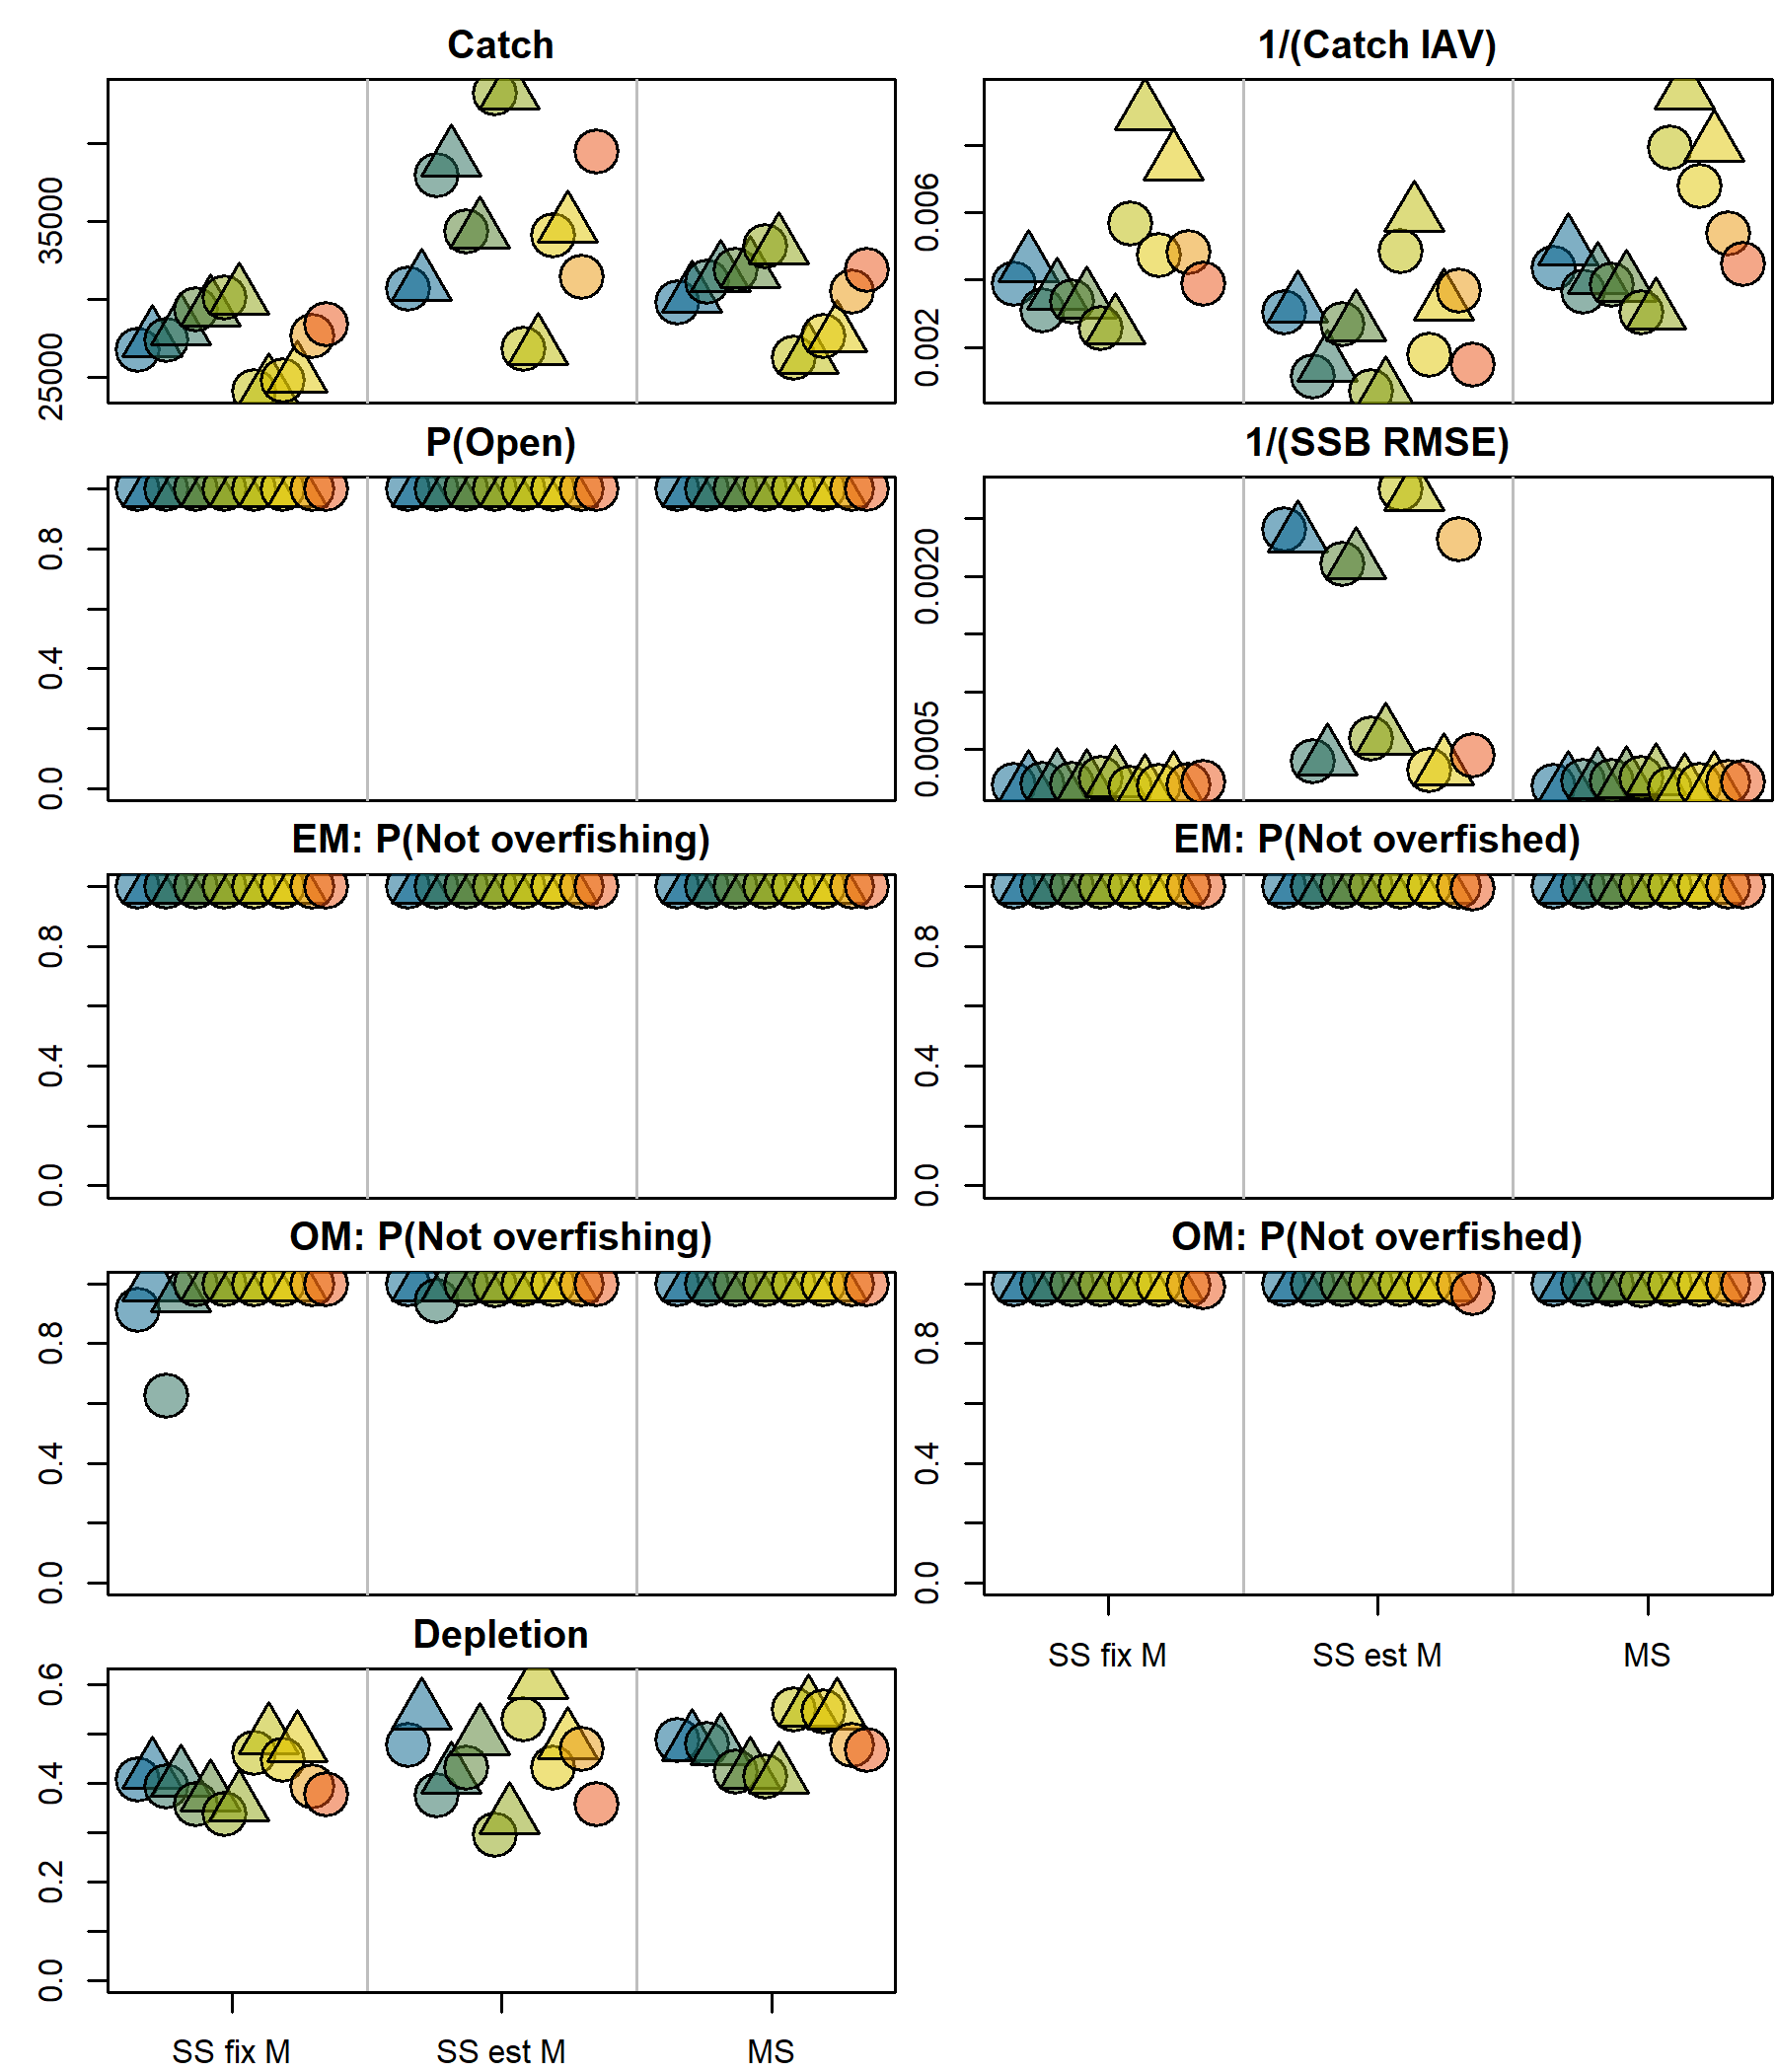 Catch
1/(Catch IAV)
35000
25000
0.006
0.002
P(Open)
1/(SSB RMSE)
0.8
0.4
0.0
0.0020
0.0005
EM: P(Not overfishing)
EM: P(Not overfished)
0.8
0.4
0.0
0.8
0.4
0.0
OM: P(Not overfishing)
OM: P(Not overfished)
0.8
0.4
0.0
0.8
0.4
0.0
Depletion
SS fix M SS est M MS
0.6
0.4
0.2
0.0
SS fix M SS est M MS